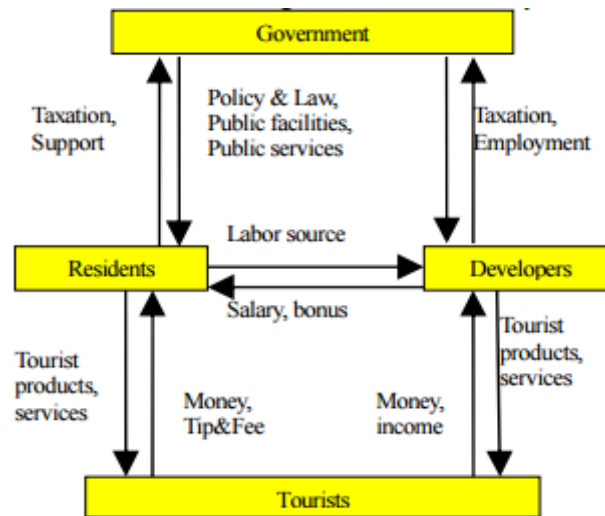 Government
Taxation,
Support
Policy & Law,
Public facilities,
Public services
Taxation,
Employment
Labor source
Residents
Developers
Salary, bonus
Tourist
products,
services
Money,
Tip&Fee
Money,
income
Tourist
products,
services
Tourists